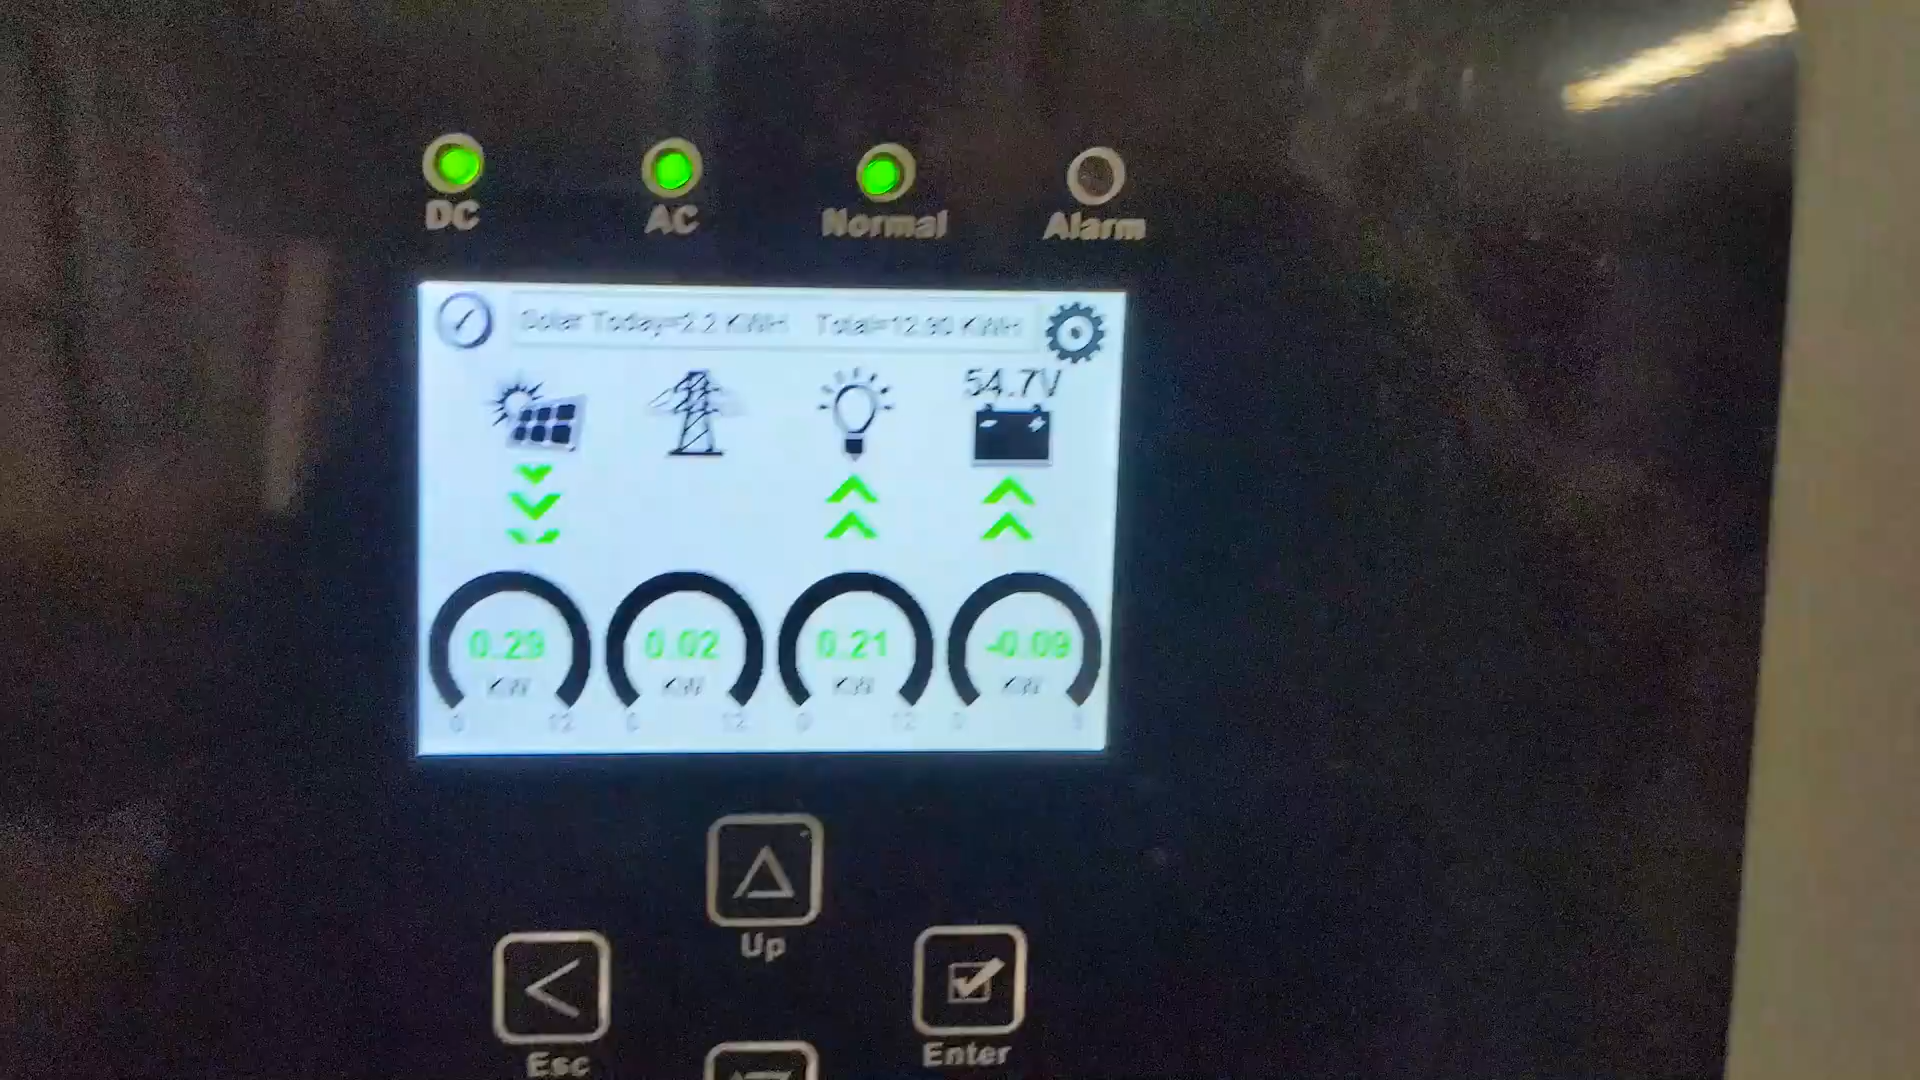 DC AC Normal Alarm
Solar Today=2.2 KWH Total=12.90 KWH
54.7V
0.29 0.02 0.21 -0.09
KW KW KW KW
0 12 0 12 0 12 0
Up
Esc Enter